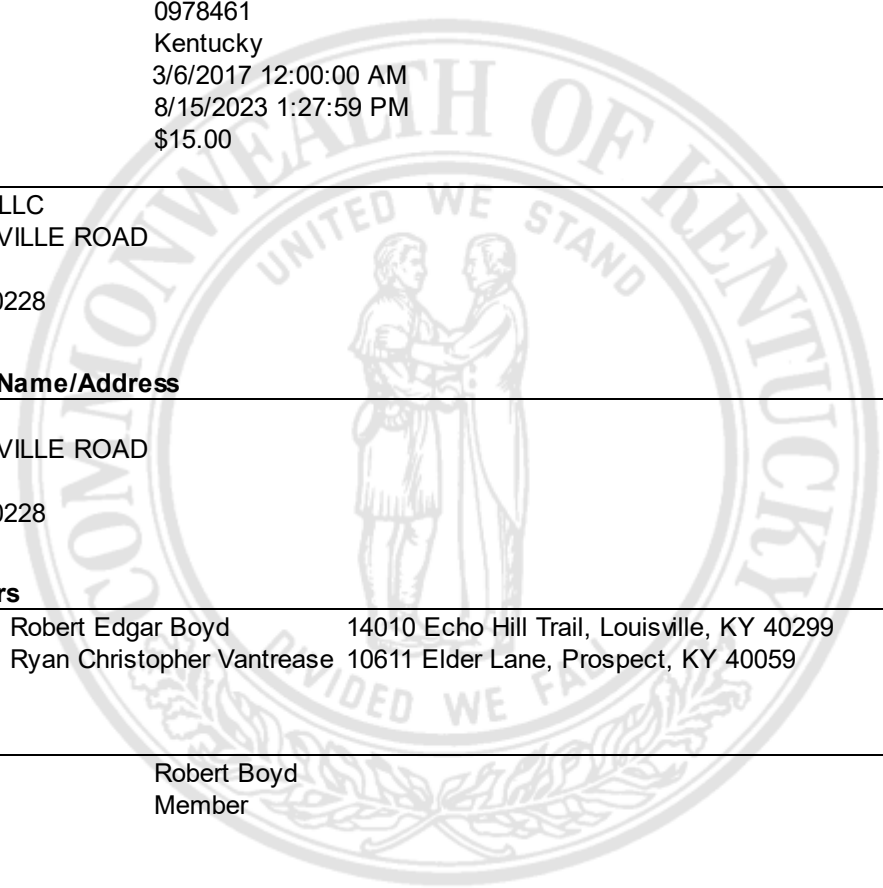 0978461
Kentucky
3/6/2017 12:00:00 AM
8/15/2023 1:27:59 PM
$15.00
LLC
VILLE ROAD
0228
Name/Address
VILLE ROAD
0228
rs
Robert Edgar Boyd 14010 Echo Hill Trail, Louisville, KY 40299
Ryan Christopher Vantrease 10611 Elder Lane, Prospect, KY 40059
Robert Boyd
Member
COMMONWEALTH OF KENTUCKY
UNITED WE STAND
DIVIDED WE FALL